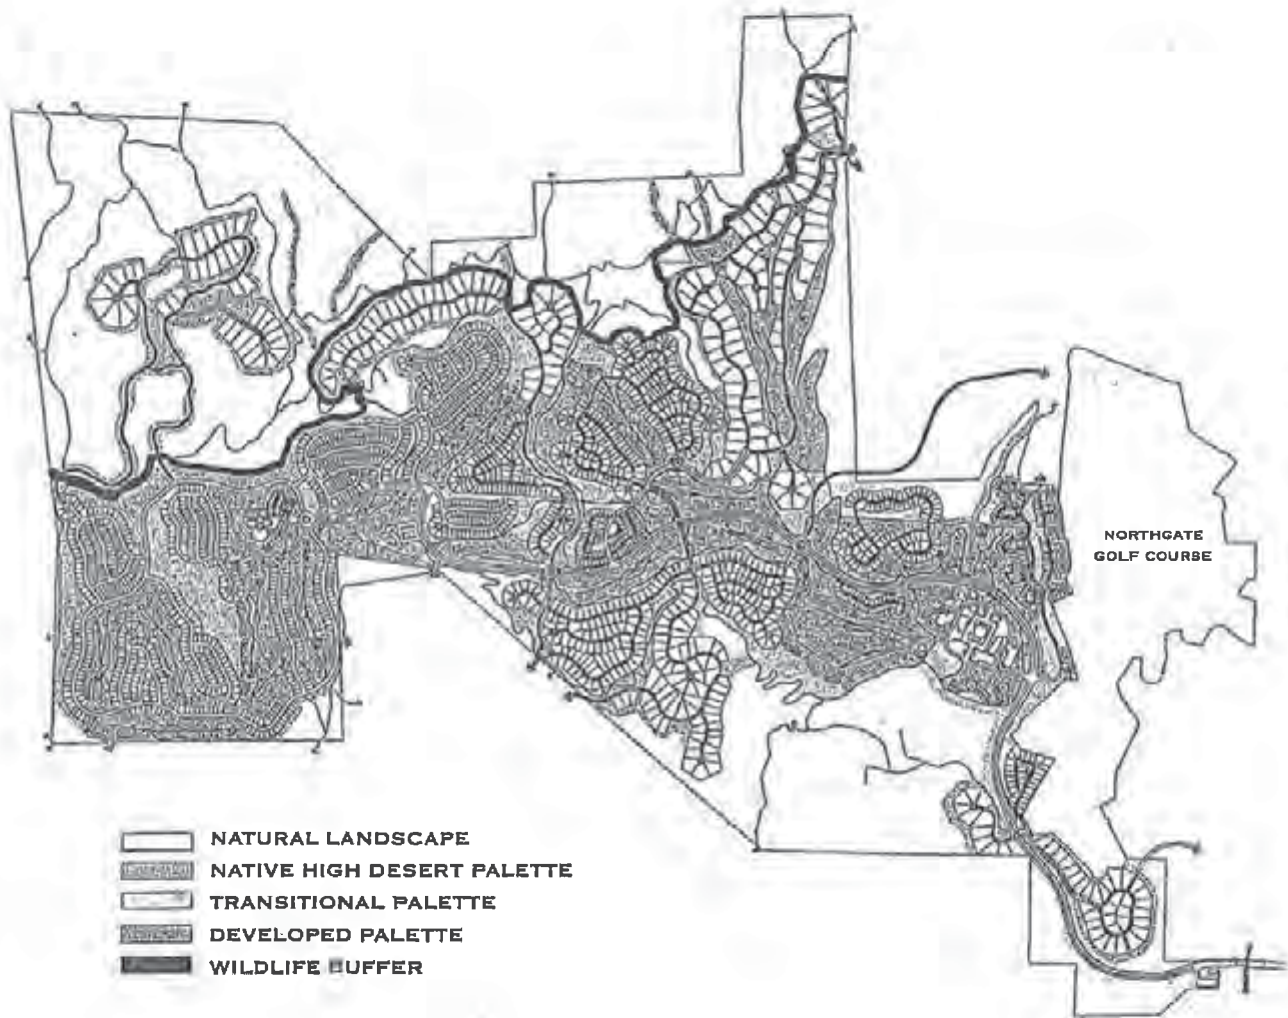 NORTHGATE
GOLF COURSE
NATURAL LANDSCAPE
NATIVE HIGH DESERT PALETTE
TRANSITIONAL PALETTE
DEVELOPED PALETTE
WILDLIFE BUFFER